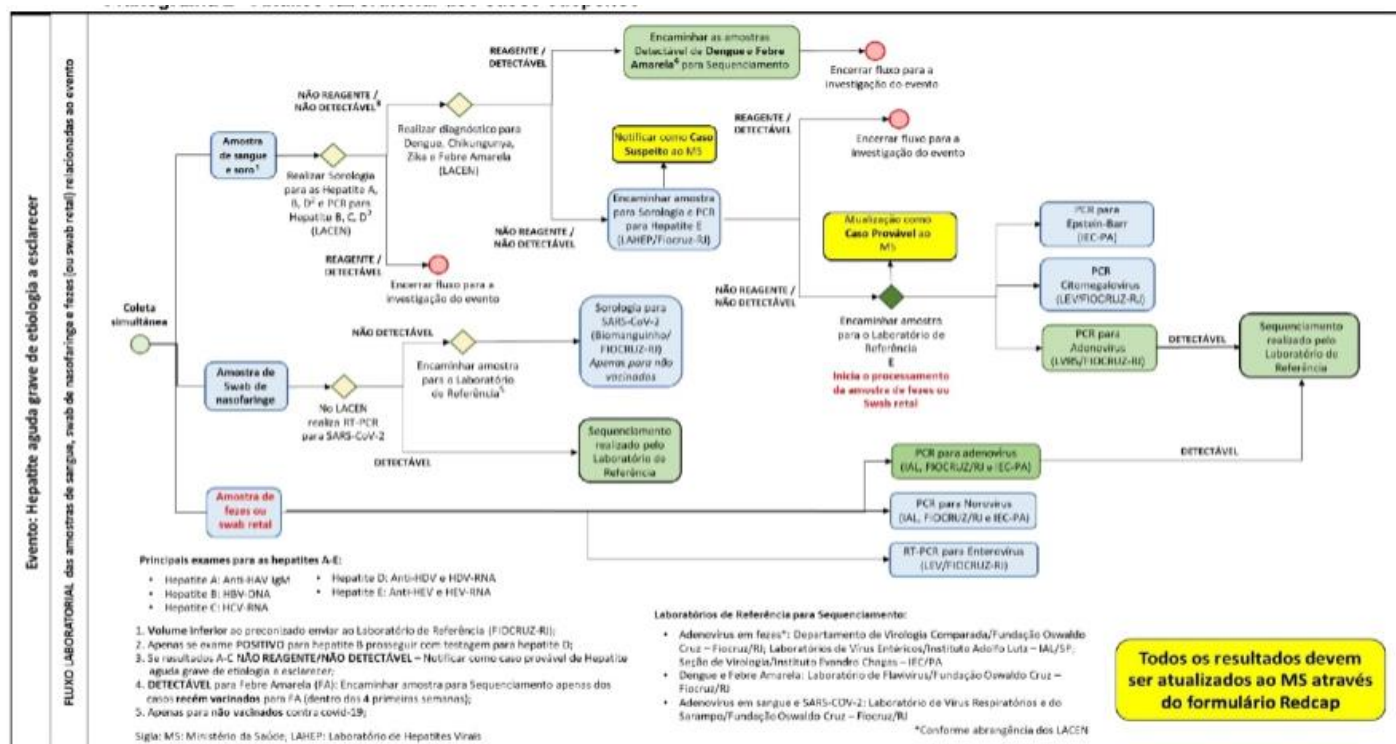 Evento: Hepatite aguda grave de etiologia a esclarecer
FLUXO LABORATORIAL das amostras de sangue, swab de nasofaringe e fezes (ou swab retal) relacionadas ao evento
Coleta
simultânea
Amostra
de sangue
e soro¹
Realizar Sorologia
para as Hepatite A,
B, D² e PCR para
Hepatite B, C, D²
(LACEN)
NÃO REAGENTE /
NÃO DETECTÁVEL³
REAGENTE /
DETECTÁVEL
Encerrar fluxo para a
investigação do evento
Realizar diagnóstico para
Dengue, Chikungunya,
Zika e Febre Amarela
(LACEN)
REAGENTE /
DETECTÁVEL
Encaminhar as amostras
Detectável de Dengue e Febre
Amarela⁴ para Sequenciamento
Encerrar fluxo para a
investigação do evento
NÃO REAGENTE /
NÃO DETECTÁVEL
Notificar como Caso
Suspeito ao MS
Encaminhar amostra
para Sorologia e PCR
para Hepatite E
(LAHEP/Fiocruz-RJ)
REAGENTE /
DETECTÁVEL
Encerrar fluxo para a
investigação do evento
NÃO REAGENTE /
NÃO DETECTÁVEL
Atualização como
Caso Provável ao
MS
Encaminhar amostra
para o Laboratório de
Referência
E
Inicia o processamento
da amostra de fezes ou
Swab retal
PCR para
Epstein-Barr
(IEC-PA)
PCR
Citomegalovírus
(LEV/FIOCRUZ-RJ)
PCR para
Adenovírus
(LVRS/FIOCRUZ-RJ)
DETECTÁVEL
Sequenciamento
realizado pelo
Laboratório de
Referência
Amostra de
Swab de
nasofaringe
No LACEN
realiza RT-PCR
para SARS-CoV-2
NÃO DETECTÁVEL
Encaminhar amostra
para o Laboratório
de Referência⁵
Sorologia para
SARS-CoV-2
(Biomanguinho/
FIOCRUZ-RJ)
Apenas para não
vacinados
DETECTÁVEL
Sequenciamento
realizado pelo
Laboratório de
Referência
Amostra de
fezes ou
swab retal
PCR para adenovírus
(IAL, FIOCRUZ/RJ e IEC-PA)
DETECTÁVEL
PCR para Norovírus
(IAL, FIOCRUZ/RJ e IEC-PA)
RT-PCR para Enterovírus
(LEV/FIOCRUZ-RJ)
Principais exames para as hepatites A-E:
• Hepatite A: Anti-HAV IgM
• Hepatite B: HBV-DNA
• Hepatite C: HCV-RNA
• Hepatite D: Anti-HDV e HDV-RNA
• Hepatite E: Anti-HEV e HEV-RNA
1. Volume inferior ao preconizado enviar ao Laboratório de Referência (FIOCRUZ-RJ);
2. Apenas se exame POSITIVO para hepatite B prosseguir com testagem para hepatite D;
3. Se resultados A-C NÃO REAGENTE/NÃO DETECTÁVEL – Notificar como caso provável de Hepatite
aguda grave de etiologia a esclarecer;
4. DETECTÁVEL para Febre Amarela (FA): Encaminhar amostra para Sequenciamento apenas dos
casos recém vacinados para FA (dentro das 4 primeiras semanas);
5. Apenas para não vacinados contra covid-19;
Sigla: MS: Ministério da Saúde; LAHEP: Laboratório de Hepatites Virais
Laboratórios de Referência para Sequenciamento:
• Adenovírus em fezes*: Departamento de Virologia Comparada/Fundação Oswaldo
Cruz – Fiocruz/RJ; Laboratórios de Vírus Entéricos/Instituto Adolfo Lutz – IAL/SP;
Seção de Virologia/Instituto Evandro Chagas – IEC/PA
• Dengue e Febre Amarela: Laboratório de Flavivírus/Fundação Oswaldo Cruz –
Fiocruz/RJ
• Adenovírus em sangue e SARS-COV-2: Laboratório de Vírus Respiratórios e do
Sarampo/Fundação Oswaldo Cruz – Fiocruz/RJ
*Conforme abrangência dos LACEN
Todos os resultados devem
ser atualizados ao MS através
do formulário Redcap